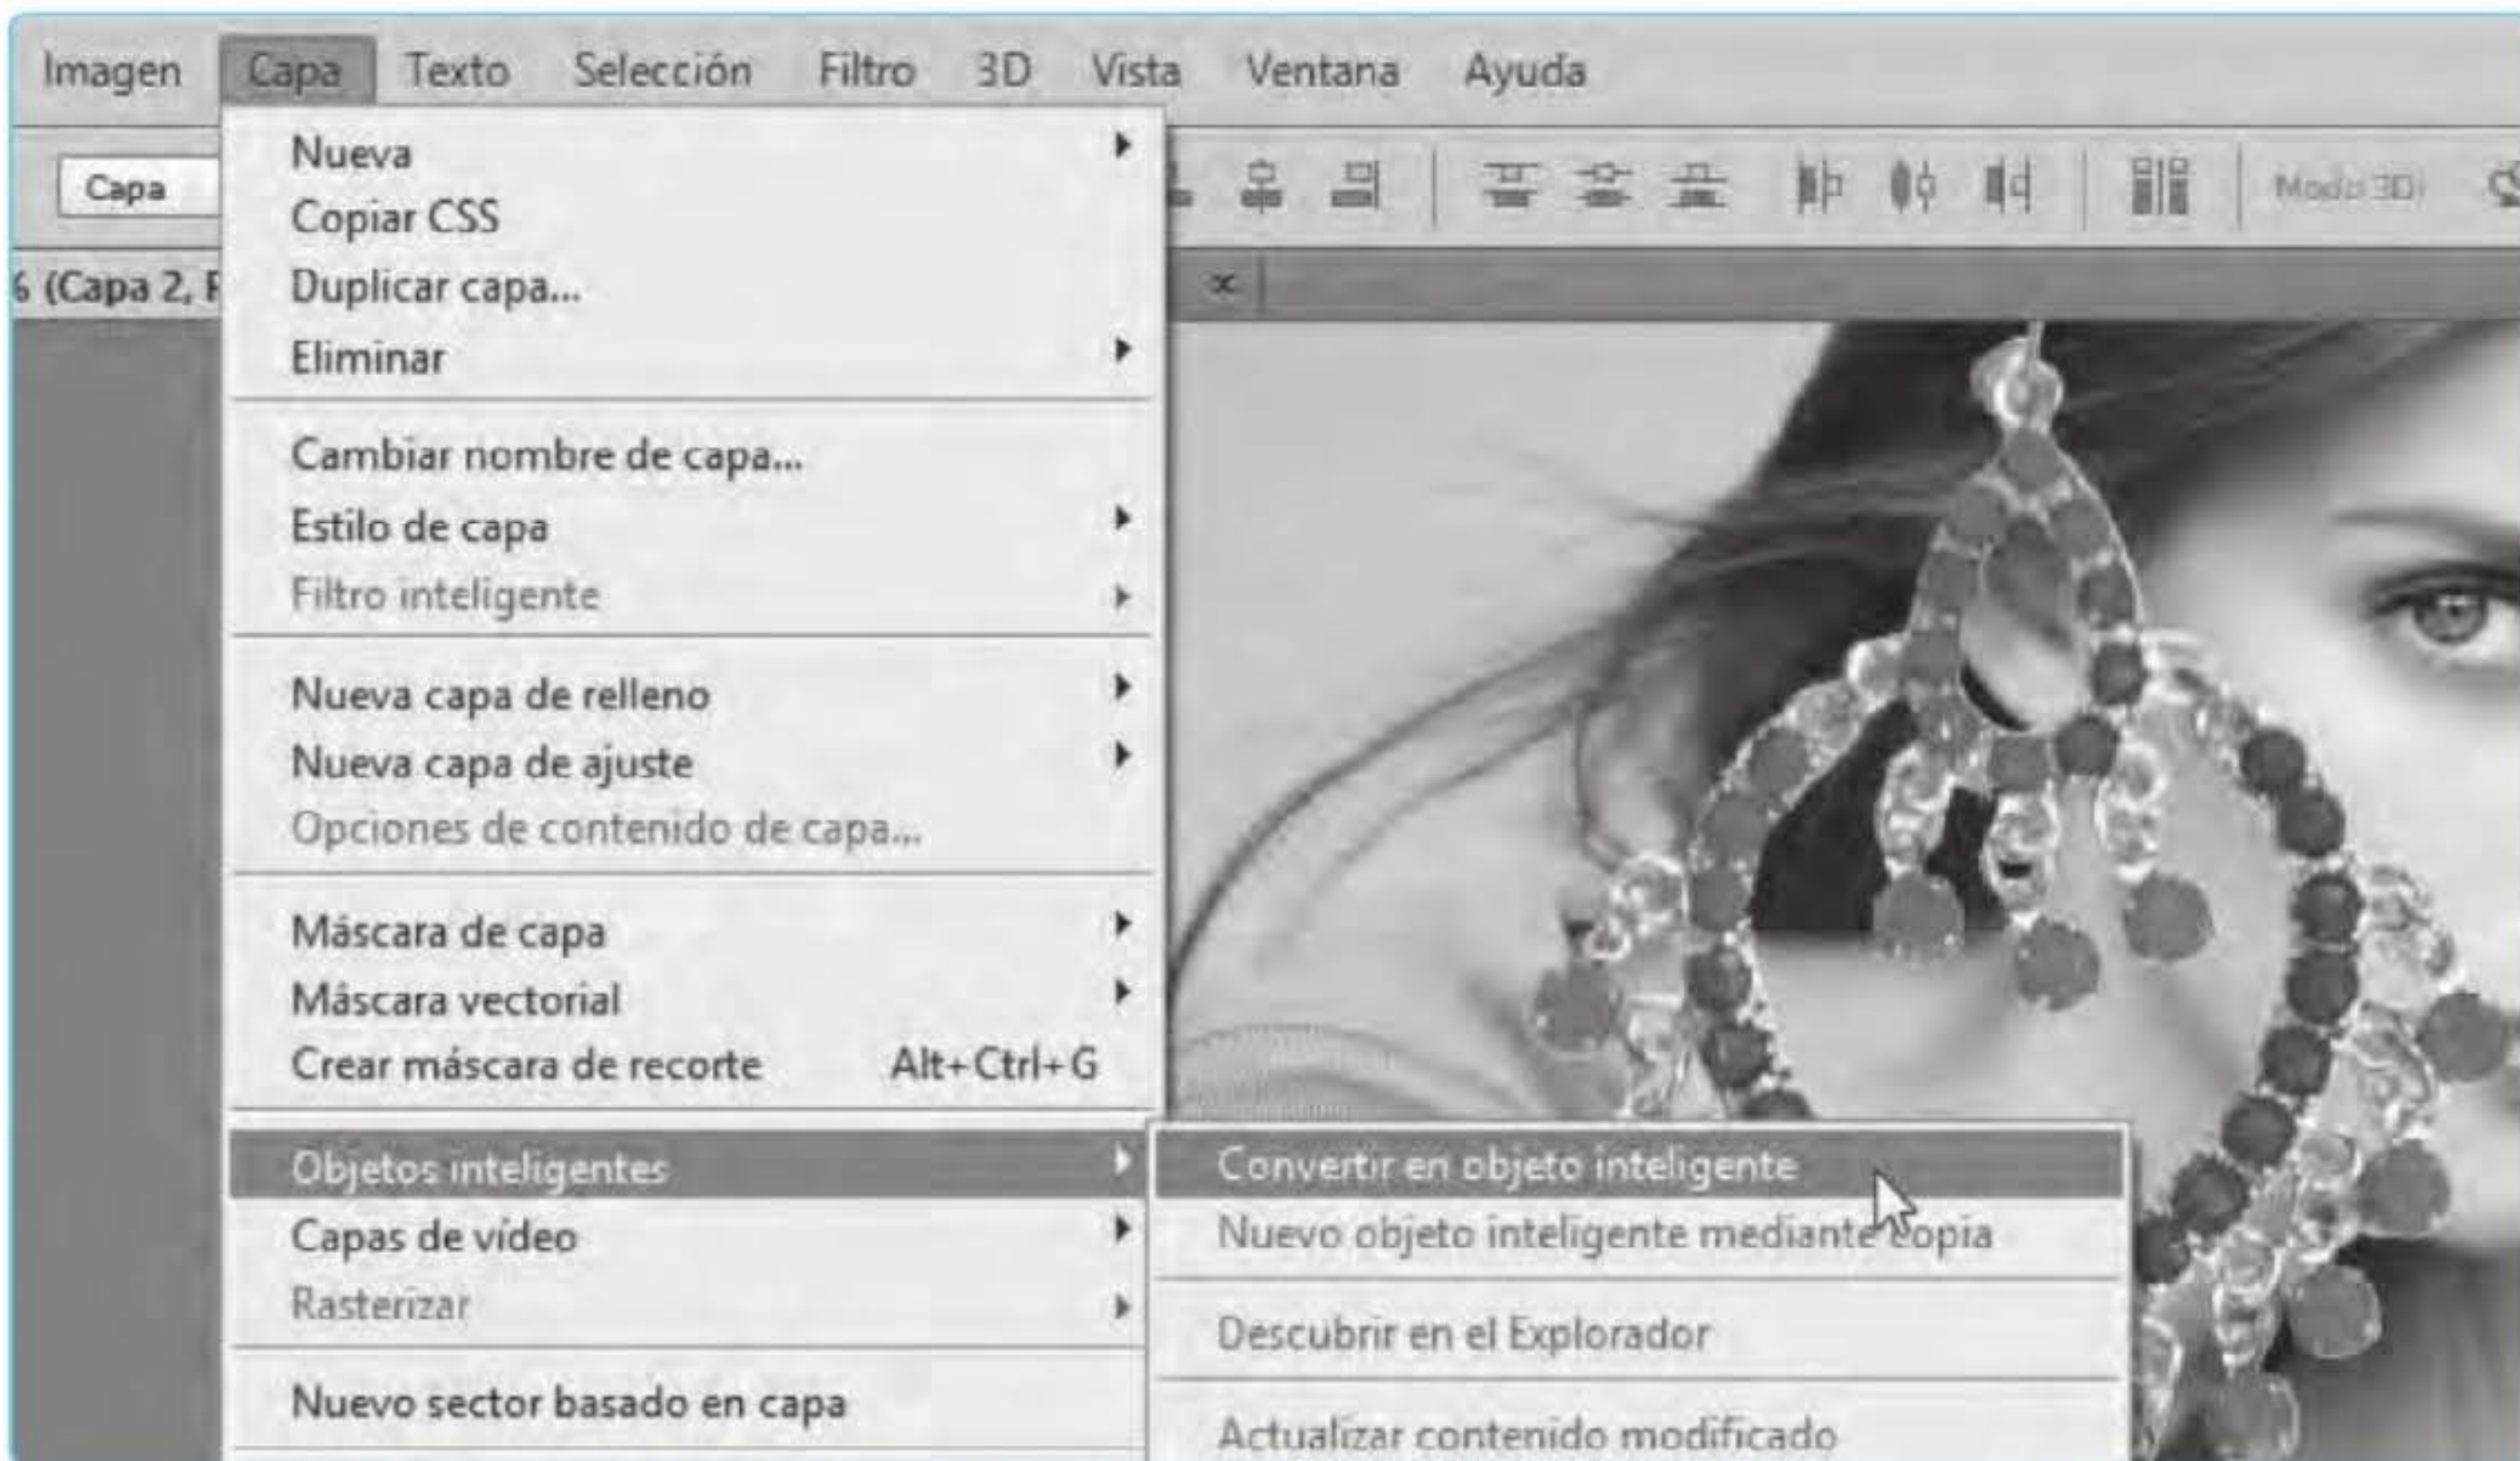 Imagen Capa Texto Selección Filtro 3D Vista Ventana Ayuda
Capa
Modo 3D:
% (Capa 2,
×
Nueva
Copiar CSS
Duplicar capa...
Eliminar
Cambiar nombre de capa...
Estilo de capa
Filtro inteligente
Nueva capa de relleno
Nueva capa de ajuste
Opciones de contenido de capa...
Máscara de capa
Máscara vectorial
Crear máscara de recorte Alt+Ctrl+G
Objetos inteligentes
Capas de vídeo
Rasterizar
Nuevo sector basado en capa
Convertir en objeto inteligente
Nuevo objeto inteligente mediante copia
Descubrir en el Explorador
Actualizar contenido modificado